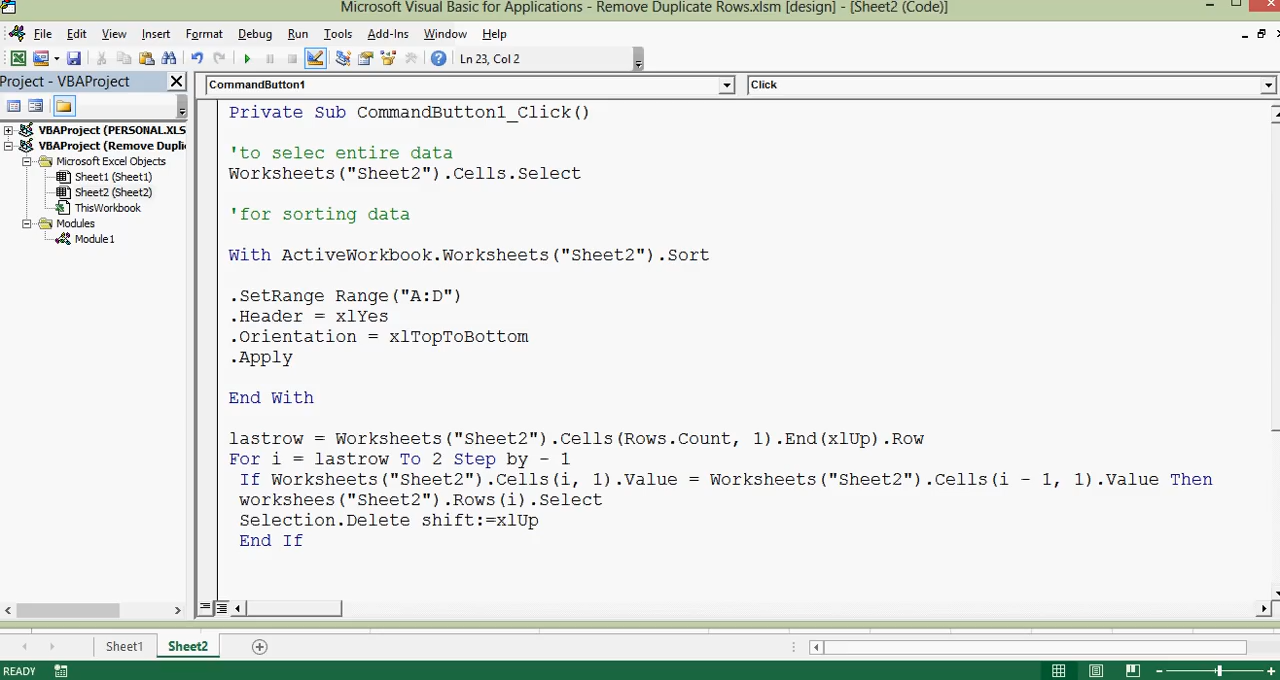 Microsoft Visual Basic for Applications - Remove Duplicate Rows.xlsm [design] - [Sheet2 (Code)]
File Edit View Insert Format Debug Run Tools Add-Ins Window Help
Ln 23, Col 2
Project - VBAProject
CommandButton1
Click
VBAProject (PERSONAL.XLS
VBAProject (Remove Dupli
Microsoft Excel Objects
Sheet1 (Sheet1)
Sheet2 (Sheet2)
ThisWorkbook
Modules
Module1
Private Sub CommandButton1_Click()
'to selec entire data
Worksheets("Sheet2").Cells.Select
'for sorting data
With ActiveWorkbook.Worksheets("Sheet2").Sort
.SetRange Range("A:D")
.Header = xlYes
.Orientation = xlTopToBottom
.Apply
End With
lastrow = Worksheets("Sheet2").Cells(Rows.Count, 1).End(xlUp).Row
For i = lastrow To 2 Step by - 1
If Worksheets("Sheet2").Cells(i, 1).Value = Worksheets("Sheet2").Cells(i - 1, 1).Value Then
workshees("Sheet2").Rows(i).Select
Selection.Delete shift:=xlUp
End If
Sheet1 Sheet2
READY